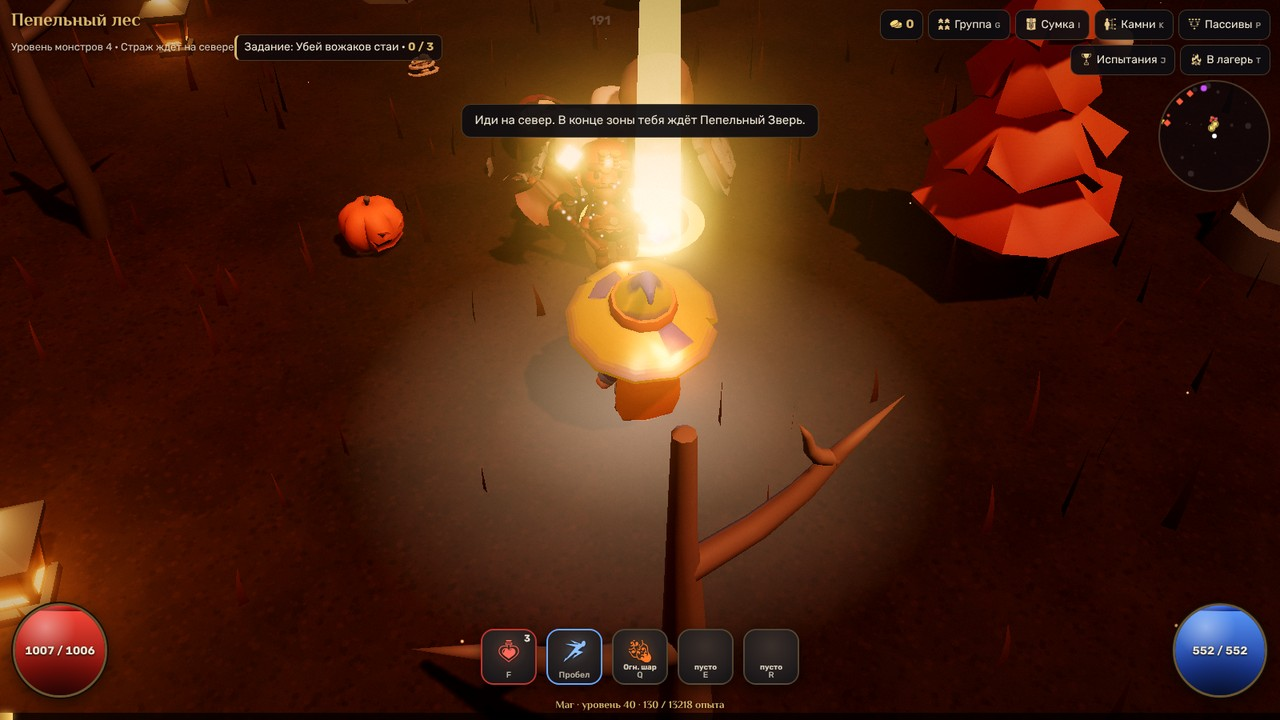 Пепельный лес
191
0
Группа G
Сумка I
Камни K
Пассивы P
Уровень монстров 4 • Страж ждёт на севере
Задание: Убей вожаков стаи • 0 / 3
Испытания J
В лагерь T
Иди на север. В конце зоны тебя ждёт Пепельный Зверь.
1007 / 1006
3
F
Пробел
Огн. шар
Q
пусто
E
пусто
R
552 / 552
Маг · уровень 40 · 130 / 13218 опыта